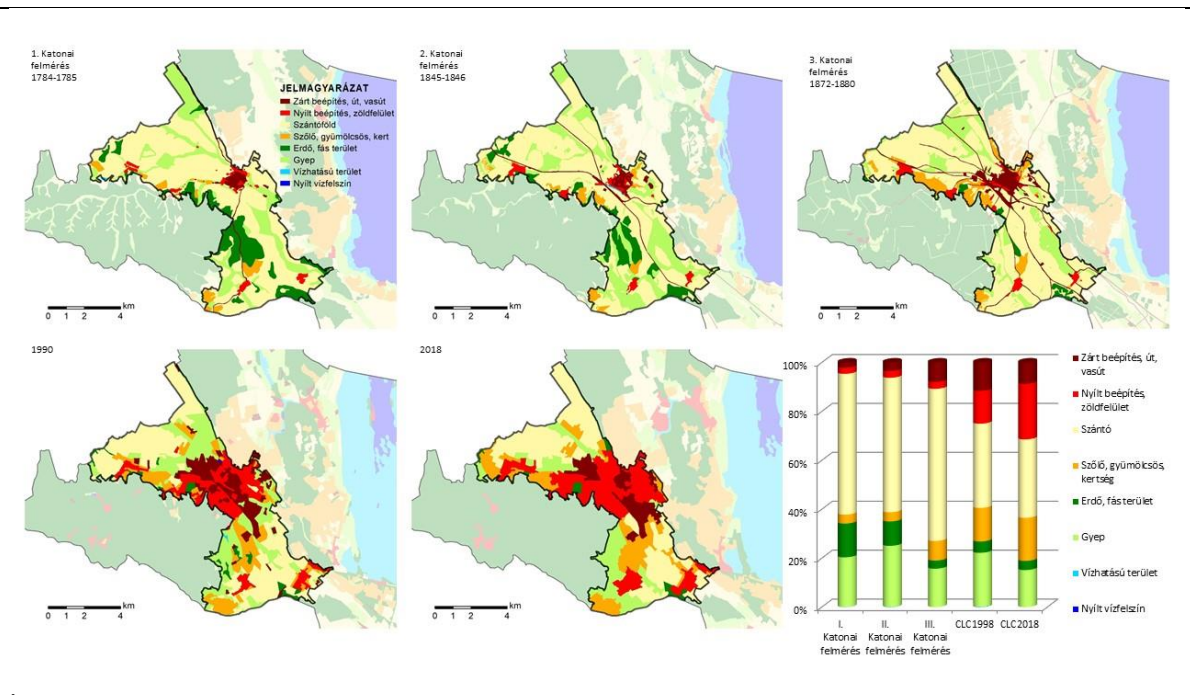 1. Katonai
felmérés
1784-1785
JELMAGYARÁZAT
Zárt beépítés, út, vasút
Nyílt beépítés, zöldfelület
Szántóföld
Szőlő, gyümölcsös, kert
Erdő, fás terület
Gyep
Vízhatású terület
Nyílt vízfelszín
km
0 1 2 4
2. Katonai
felmérés
1845-1846
km
0 1 2 4
3. Katonai
felmérés
1872-1880
km
0 1 2 4
1990
km
0 1 2 4
2018
km
0 1 2 4
100%
80%
60%
40%
20%
0%
I.
Katonai
felmérés
II.
Katonai
felmérés
III.
Katonai
felmérés
CLC1998
CLC2018
Zárt beépítés, út,
vasút
Nyílt beépítés,
zöldfelület
Szántó
Szőlő, gyümölcsös,
kertség
Erdő, fás terület
Gyep
Vízhatású terület
Nyílt vízfelszín